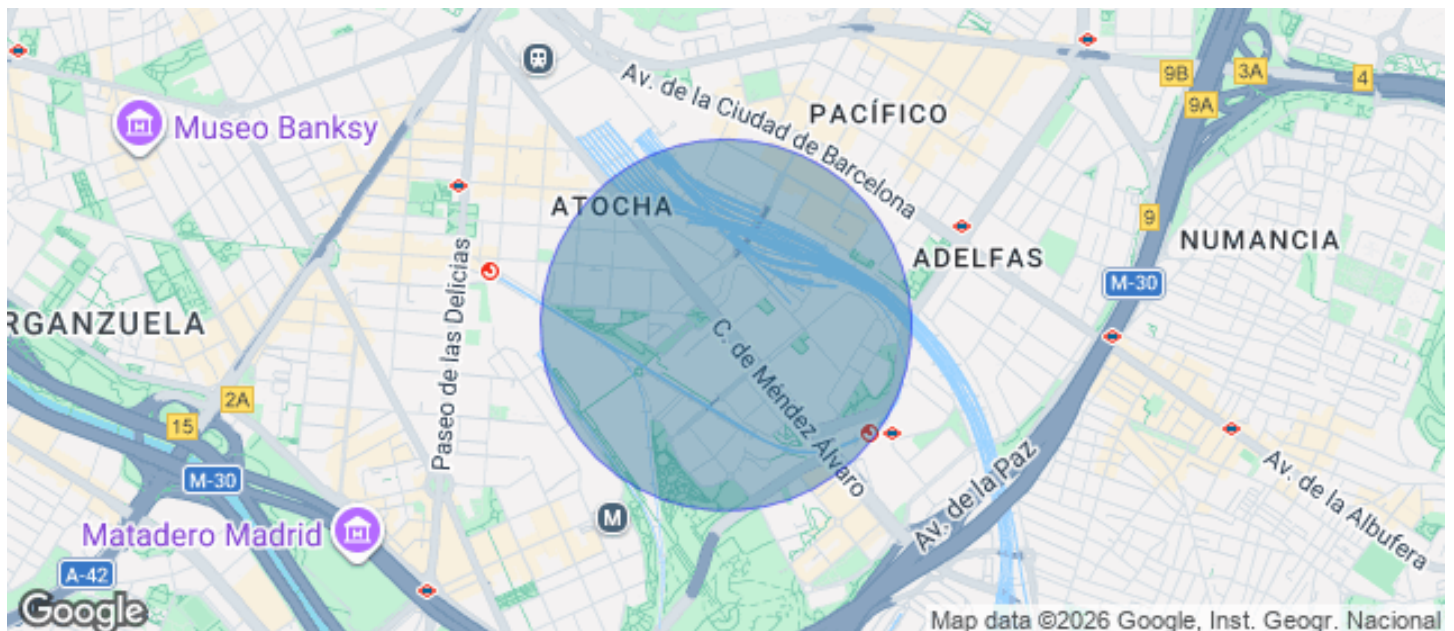 Av. de la Ciudad de Barcelona
PACÍFICO
9B
3A
4
9A
Museo Banksy
ATOCHA
ADELFAS
9
NUMANCIA
M-30
RGANZUELA
Paseo de las Delicias
C. de Méndez Álvaro
2A
15
M-30
M
Av. de la Paz
Av. de la Albufera
Matadero Madrid
A-42
Google
Map data ©2026 Google, Inst. Geogr. Nacional